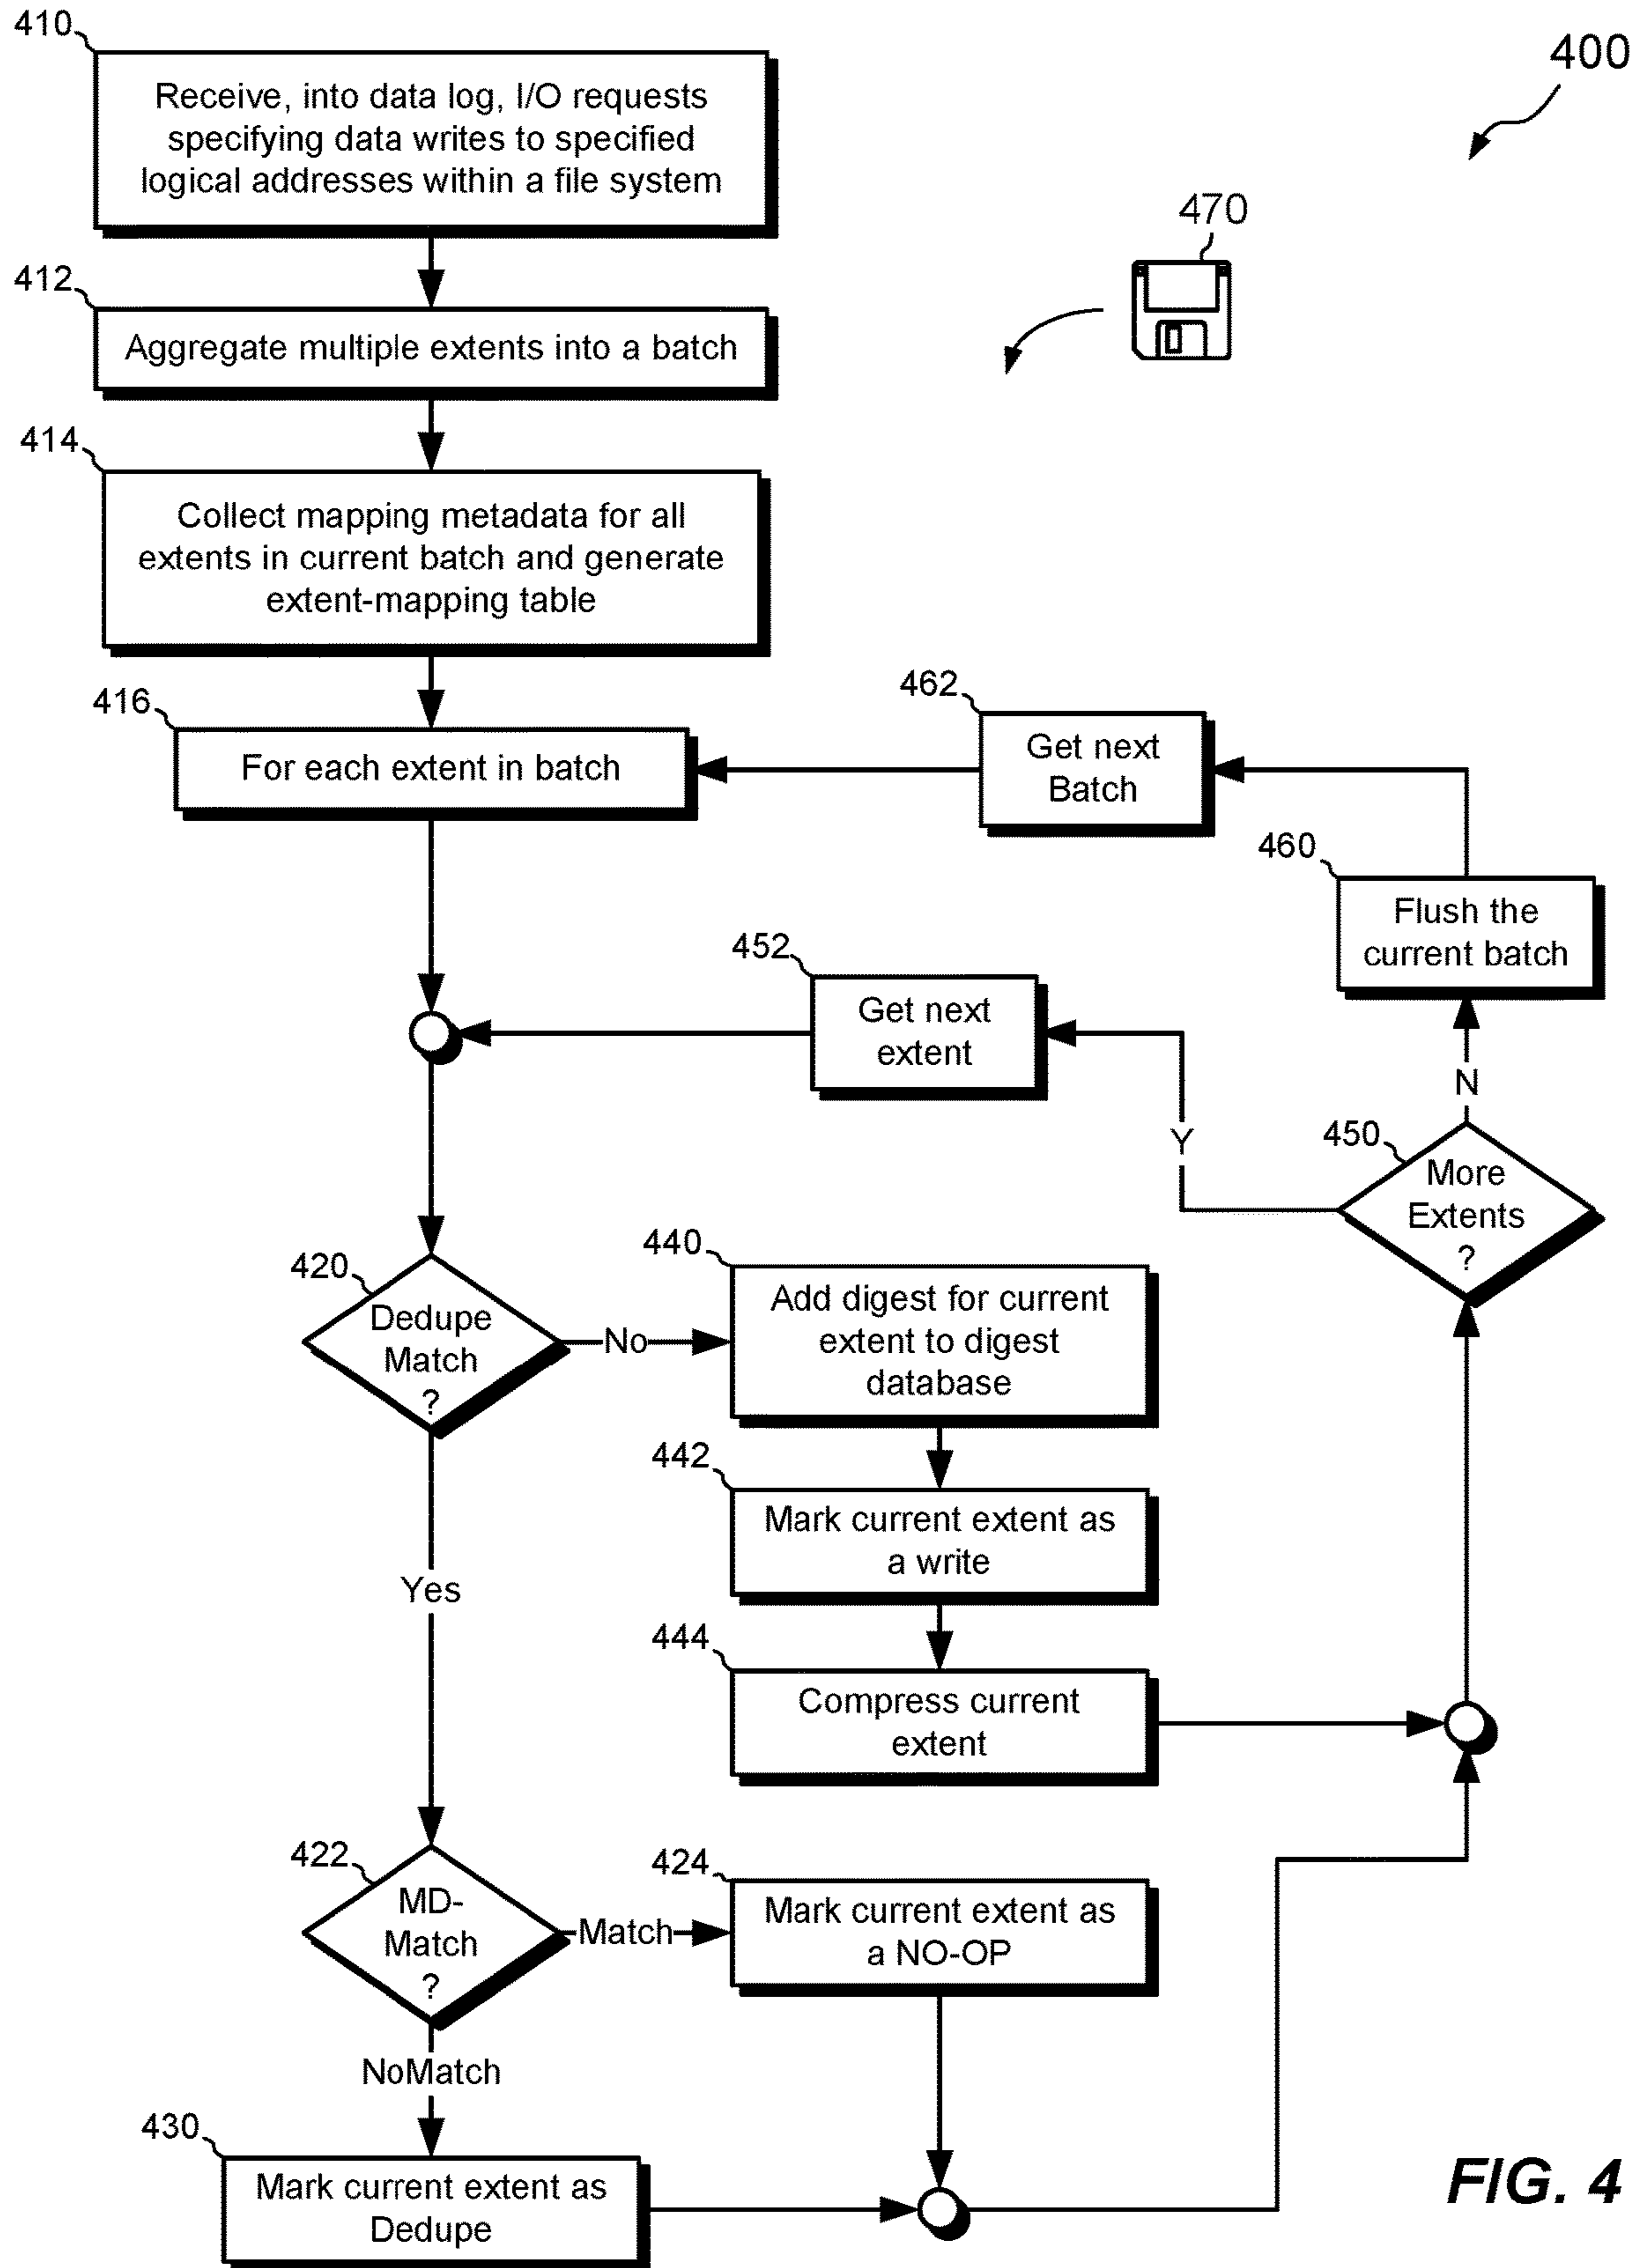 410
400
Receive, into data log, I/O requests
specifying data writes to specified
logical addresses within a file system
470
412
Aggregate multiple extents into a batch
414
Collect mapping metadata for all
extents in current batch and generate
extent-mapping table
416
For each extent in batch
462
Get next
Batch
460
Flush the
current batch
452
Get next
extent
N
Y
450
More
Extents
?
420
Dedupe
Match
?
No
440
Add digest for current
extent to digest
database
442
Mark current extent as
a write
Yes
444
Compress current
extent
422
MD-
Match
?
Match
424
Mark current extent as
a NO-OP
NoMatch
430
Mark current extent as
Dedupe
FIG. 4